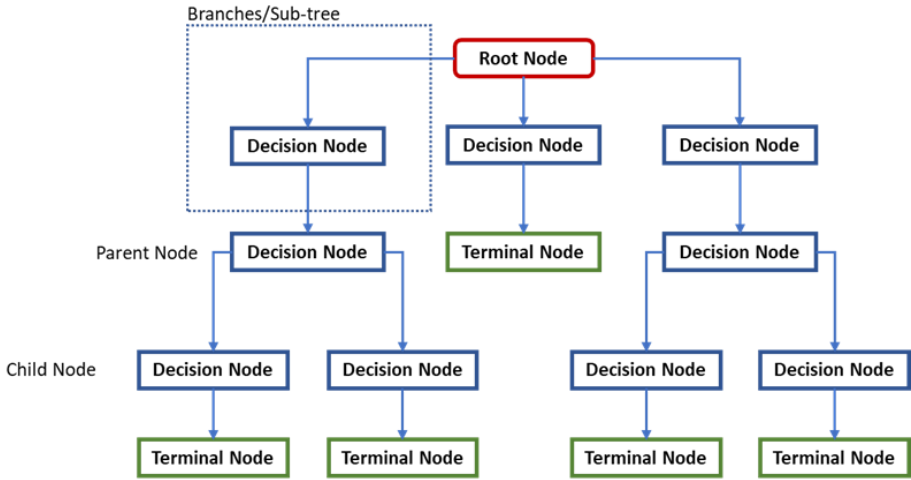 Branches/Sub-tree
Root Node
Decision Node
Decision Node
Decision Node
Parent Node
Decision Node
Terminal Node
Decision Node
Child Node
Decision Node
Decision Node
Decision Node
Decision Node
Terminal Node
Terminal Node
Terminal Node
Terminal Node